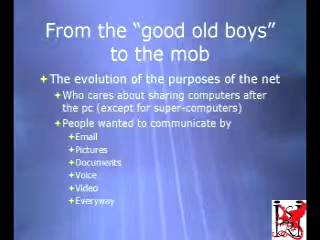 From the “good old boys”
to the mob
The evolution of the purposes of the net
Who cares about sharing computers after
the pc (except for super-computers)
People wanted to communicate by
Email
Pictures
Documents
Voice
Video
Everyway